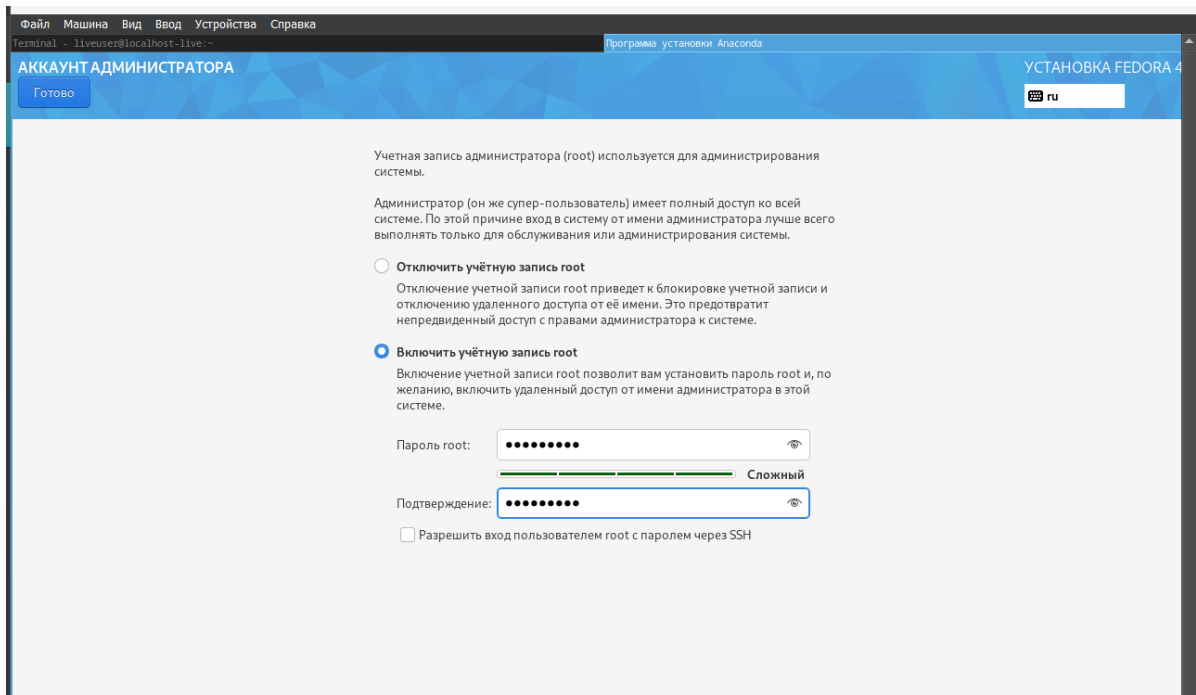 Файл Машина Вид Ввод Устройства Справка
Terminal - liveuser@localhost-live:~
Программа установки Anaconda
АККАУНТ АДМИНИСТРАТОРА
УСТАНОВКА FEDORA 4
Готово
ru
Учетная запись администратора (root) используется для администрирования
системы.
Администратор (он же супер-пользователь) имеет полный доступ ко всей
системе. По этой причине вход в систему от имени администратора лучше всего
выполнять только для обслуживания или администрирования системы.
Отключить учётную запись root
Отключение учетной записи root приведет к блокировке учетной записи и
отключению удаленного доступа от её имени. Это предотвратит
непредвиденный доступ с правами администратора к системе.
Включить учётную запись root
Включение учетной записи root позволит вам установить пароль root и, по
желанию, включить удаленный доступ от имени администратора в этой
системе.
Пароль root: •••••••••
Сложный
Подтверждение: •••••••••
Разрешить вход пользователем root с паролем через SSH